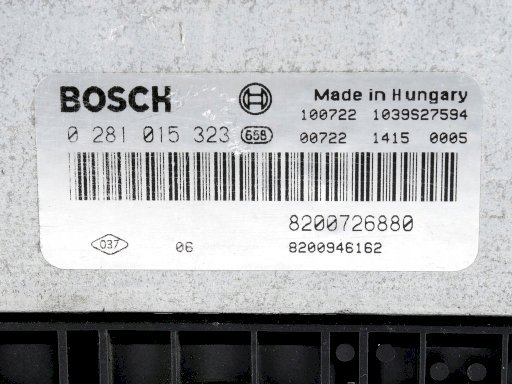 BOSCH
Made in Hungary
100722 1039S27594
0 281 015 323 658
00722 1415 0005
8200726880
037 06 8200946162